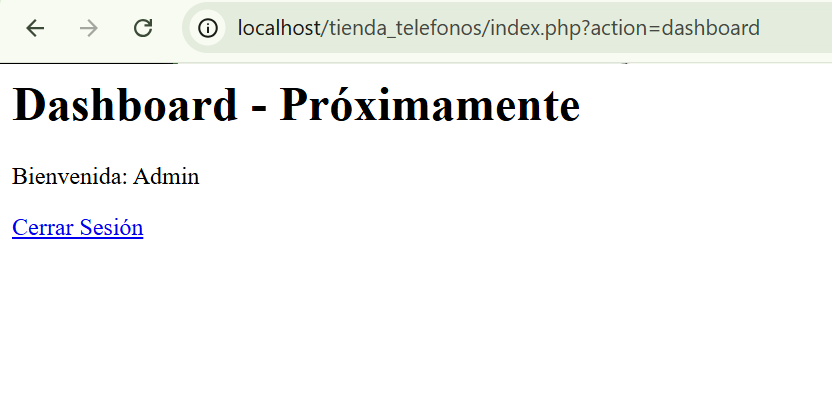 localhost/tienda_telefonos/index.php?action=dashboard
Dashboard - Próximamente
Bienvenida: Admin
Cerrar Sesión